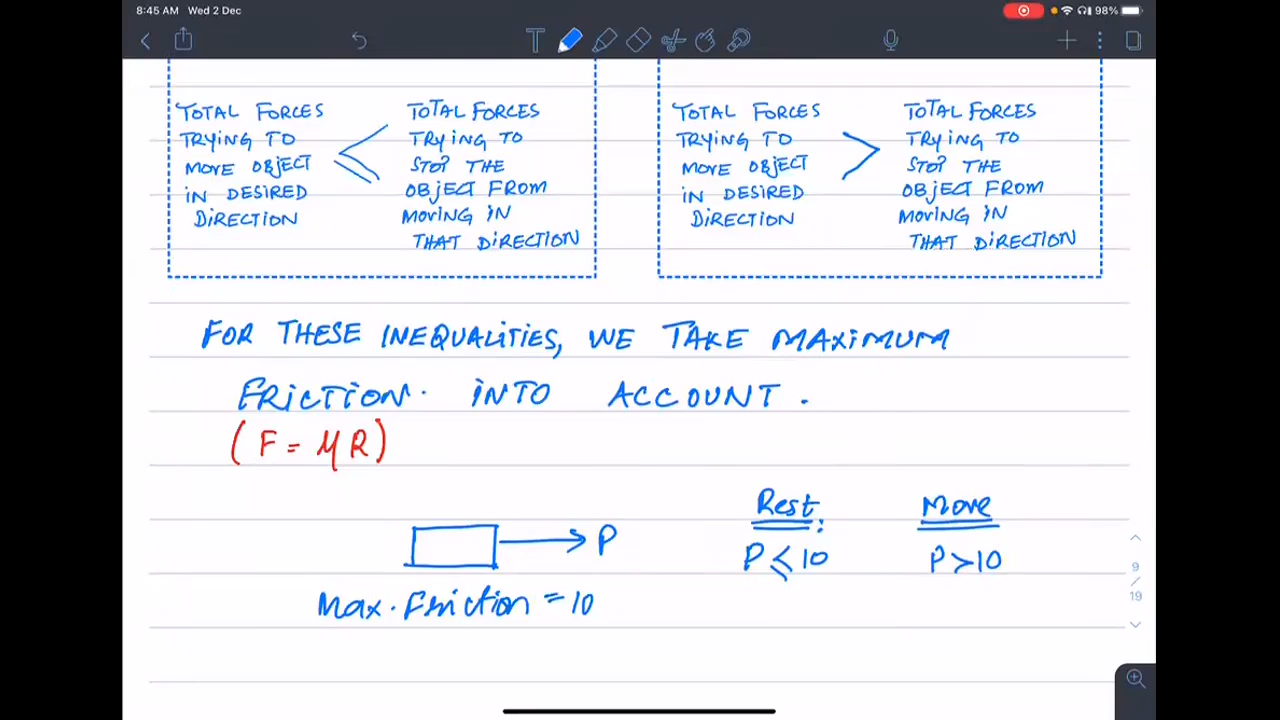 8:45 AM Wed 2 Dec
98%
TOTAL FORCES
TRYING TO
MOVE OBJECT
IN DESIRED
DIRECTION
≤
TOTAL FORCES
TRYING TO
STOP THE
OBJECT FROM
MOVING IN
THAT DIRECTION
TOTAL FORCES
TRYING TO
MOVE OBJECT
IN DESIRED
DIRECTION
>
TOTAL FORCES
TRYING TO
STOP THE
OBJECT FROM
MOVING IN
THAT DIRECTION
FOR THESE INEQUALITIES, WE TAKE MAXIMUM
FRICTION. INTO ACCOUNT.
(F = μR)
P
Max. Friction = 10
Rest:
P ≤ 10
Move
P > 10
9
/
19